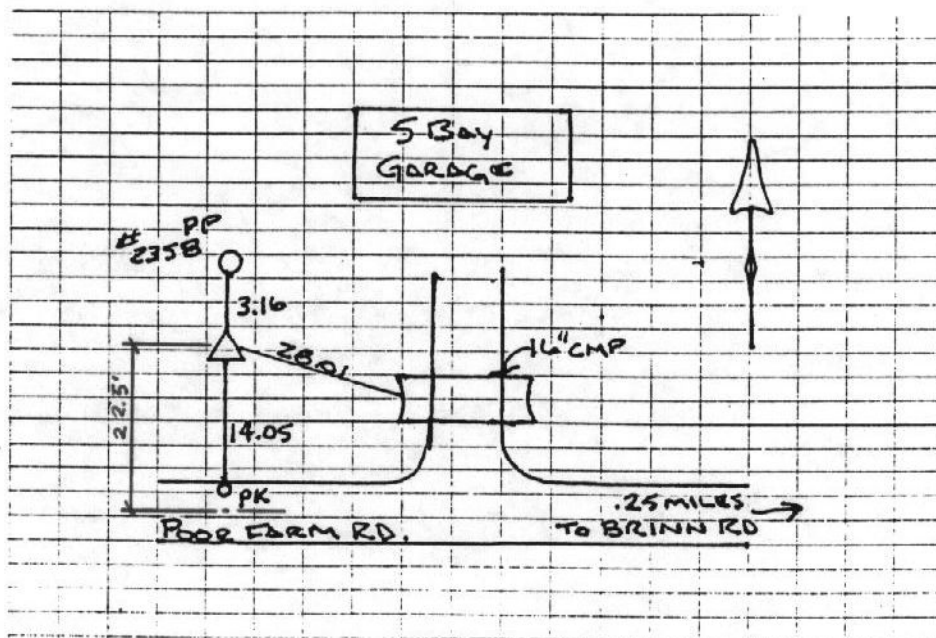 5 Bay
GARAGE
PP
# 235B
3.16
28.01
16" CMP
22.5'
14.05
PK
.25 MILES
POOR FARM RD.
TO BRINN RD